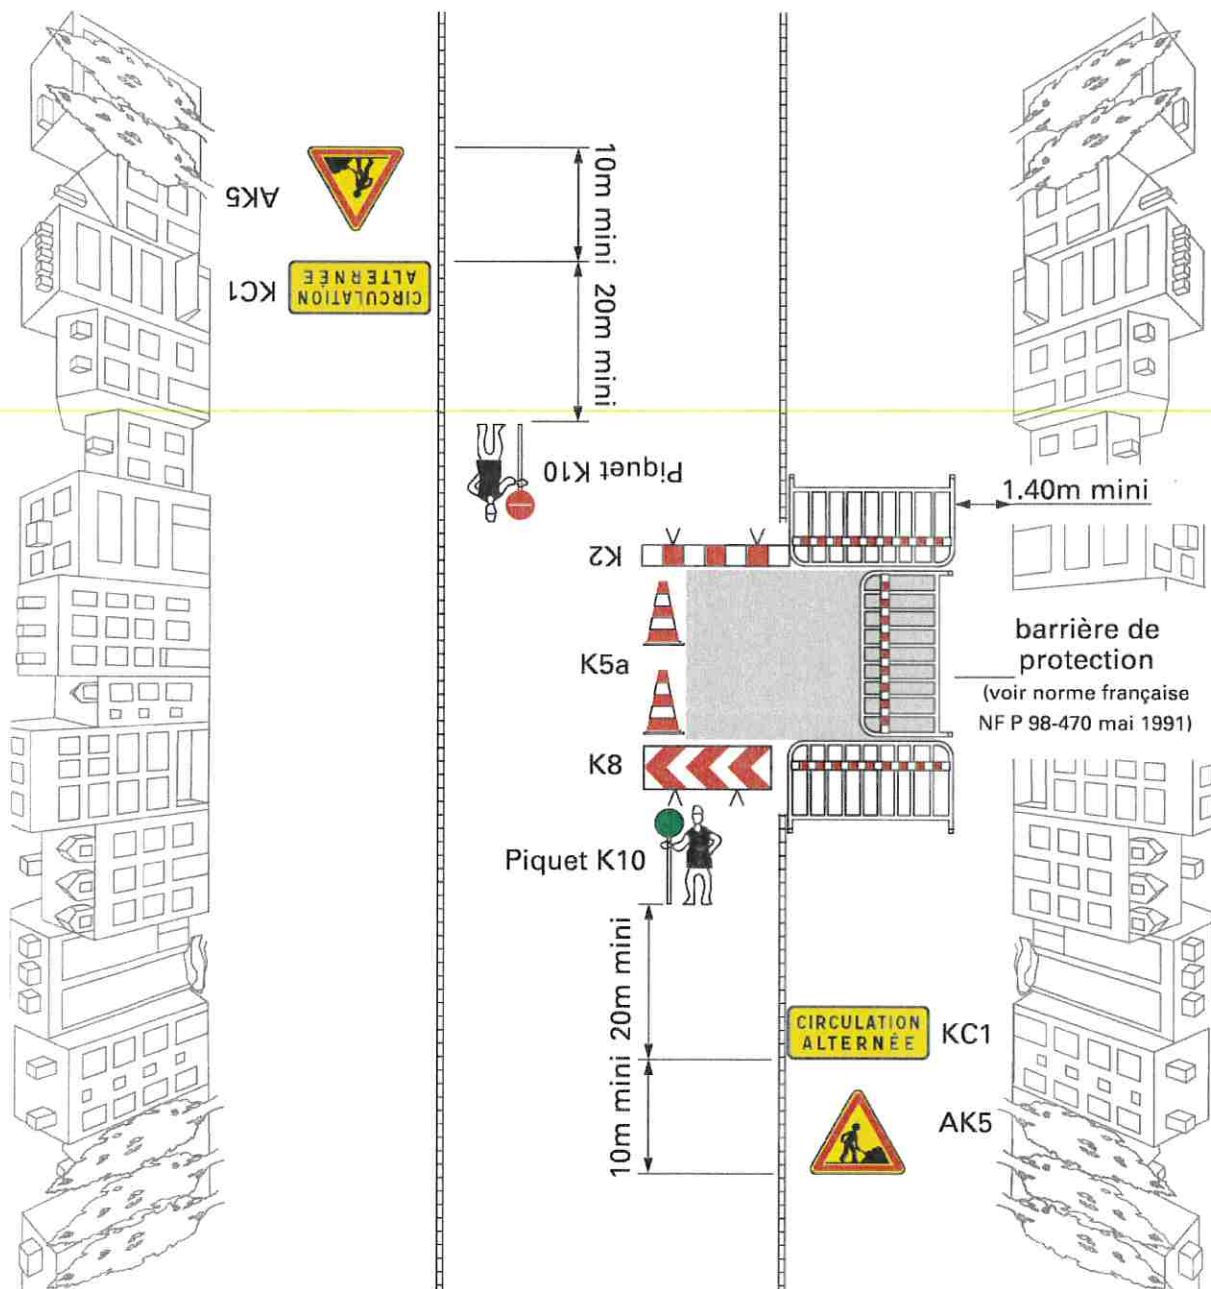 10m mini
AK5
CIRCULATION
ALTERNÉE
KC1
20m mini
Piquet K10
1.40m mini
K2
K5a
barrière de
protection
(voir norme française
NF P 98-470 mai 1991)
K8
Piquet K10
20m mini
CIRCULATION
ALTERNÉE
KC1
10m mini
AK5